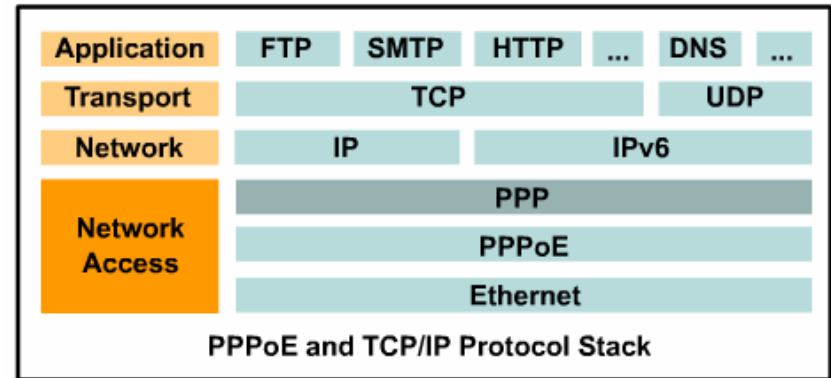 Application FTP SMTP HTTP ... DNS ...
Transport TCP UDP
Network IP IPv6
Network Access
PPP
PPPoE
Ethernet
PPPoE and TCP/IP Protocol Stack